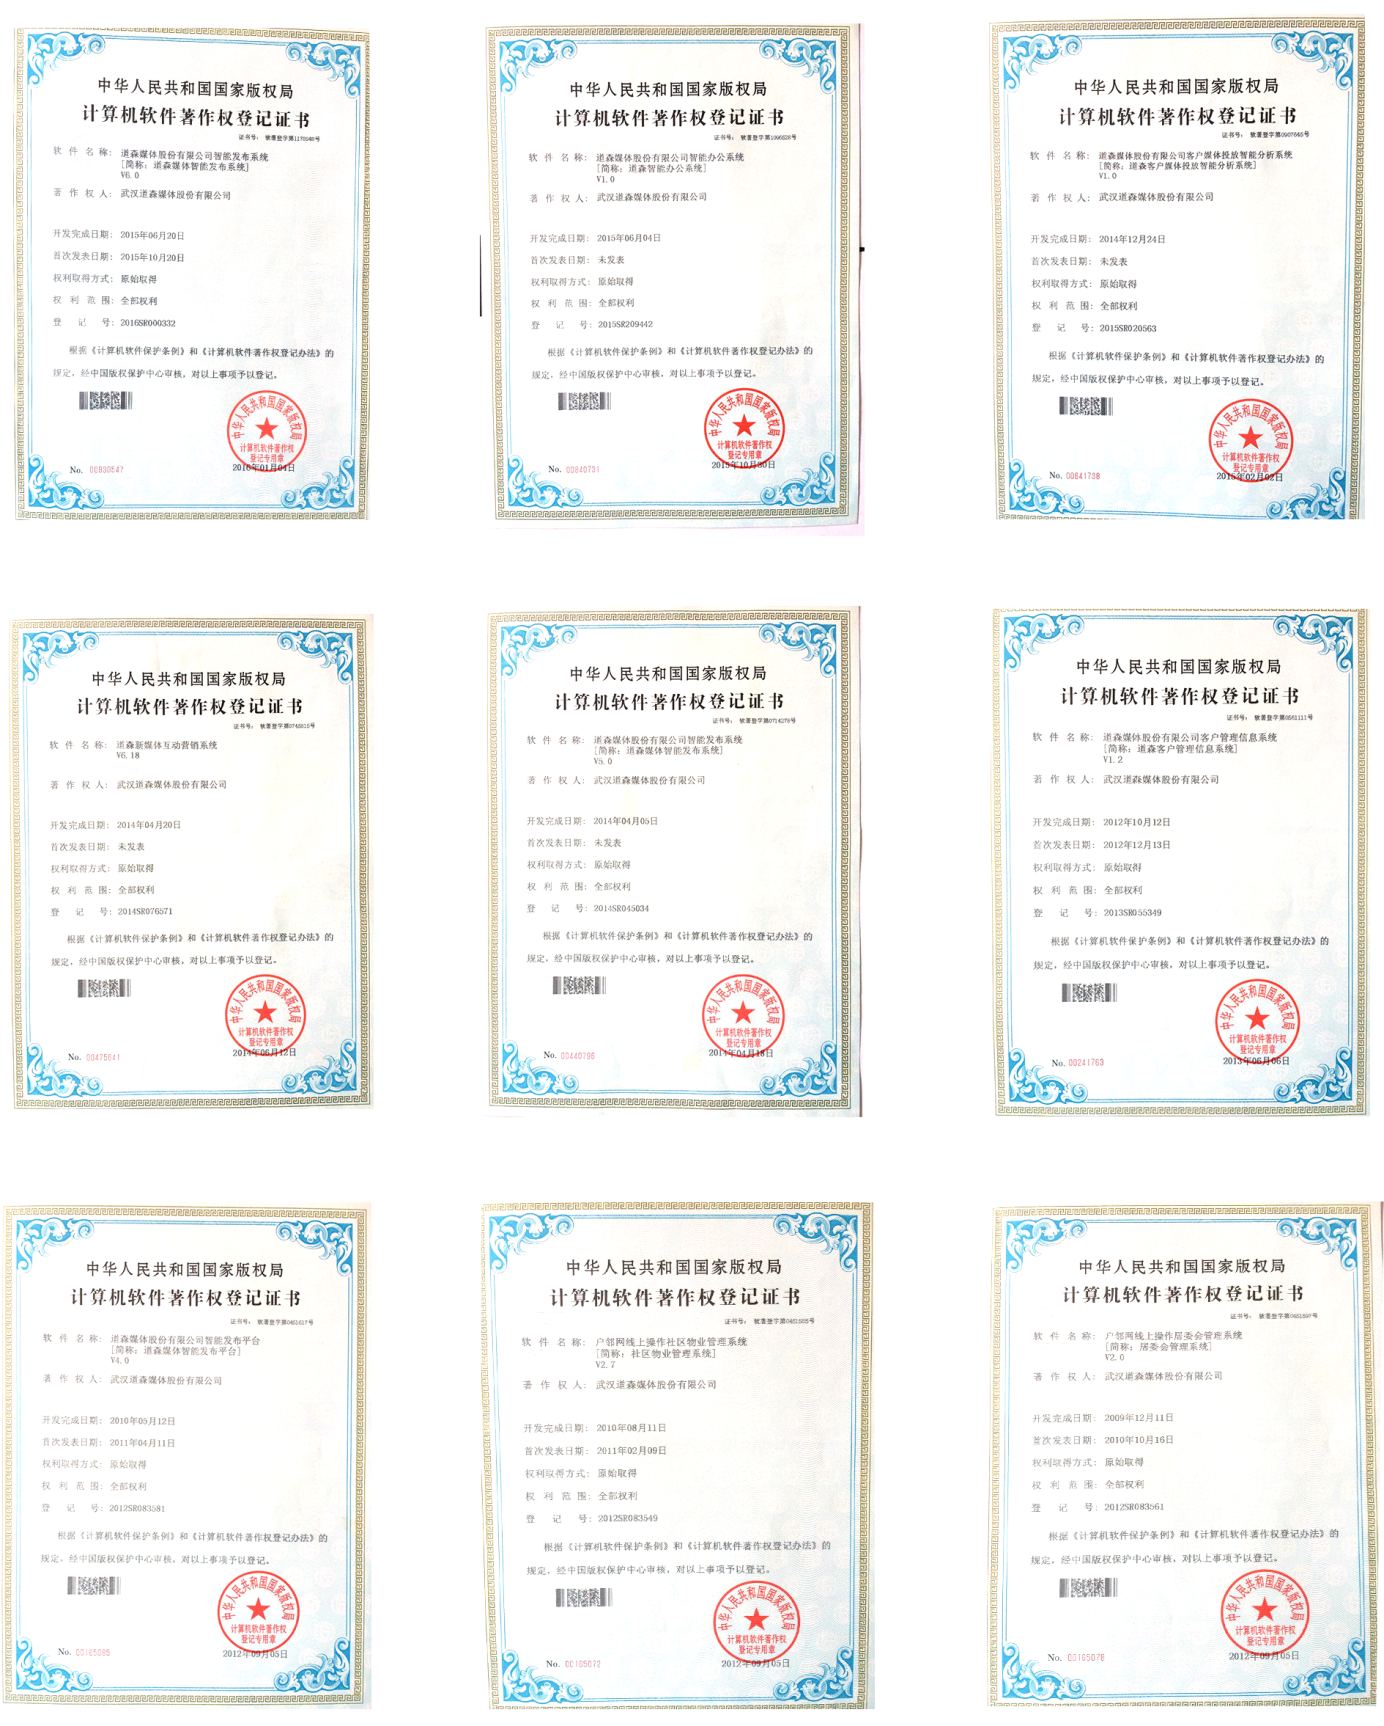 中华人民共和国国家版权局
计算机软件著作权登记证书
证书号: 软著登字第1178948号
软件名称: 道森媒体股份有限公司智能发布系统
[简称: 道森媒体智能发布系统]
V6.0
著作权人: 武汉道森媒体股份有限公司
开发完成日期: 2015年06月20日
首次发表日期: 2015年10月20日
权利取得方式: 原始取得
权利范围: 全部权利
登记号: 2016SR000332
根据《计算机软件保护条例》和《计算机软件著作权登记办法》的
规定, 经中国版权保护中心审核, 对以上事项予以登记。
中华人民共和国国家版权局
计算机软件著作权
登记专用章
No. 00930547
2016年01月04日
中华人民共和国国家版权局
计算机软件著作权登记证书
证书号: 软著登字第1096528号
软件名称: 道森媒体股份有限公司智能办公系统
[简称: 道森智能办公系统]
V1.0
著作权人: 武汉道森媒体股份有限公司
开发完成日期: 2015年06月04日
首次发表日期: 未发表
权利取得方式: 原始取得
权利范围: 全部权利
登记号: 2015SR209442
根据《计算机软件保护条例》和《计算机软件著作权登记办法》的
规定, 经中国版权保护中心审核, 对以上事项予以登记。
中华人民共和国国家版权局
计算机软件著作权
登记专用章
No. 00840731
2015年10月30日
中华人民共和国国家版权局
计算机软件著作权登记证书
证书号: 软著登字第0907645号
软件名称: 道森媒体股份有限公司客户媒体投放智能分析系统
[简称: 道森客户媒体投放智能分析系统]
V1.0
著作权人: 武汉道森媒体股份有限公司
开发完成日期: 2014年12月24日
首次发表日期: 未发表
权利取得方式: 原始取得
权利范围: 全部权利
登记号: 2015SR020563
根据《计算机软件保护条例》和《计算机软件著作权登记办法》的
规定, 经中国版权保护中心审核, 对以上事项予以登记。
中华人民共和国国家版权局
计算机软件著作权
登记专用章
No. 00641738
2015年02月02日
中华人民共和国国家版权局
计算机软件著作权登记证书
证书号: 软著登字第0745815号
软件名称: 道森新媒体互动营销系统
V6.18
著作权人: 武汉道森媒体股份有限公司
开发完成日期: 2014年04月20日
首次发表日期: 未发表
权利取得方式: 原始取得
权利范围: 全部权利
登记号: 2014SR076571
根据《计算机软件保护条例》和《计算机软件著作权登记办法》的
规定, 经中国版权保护中心审核, 对以上事项予以登记。
中华人民共和国国家版权局
计算机软件著作权
登记专用章
No. 00475641
2014年06月12日
中华人民共和国国家版权局
计算机软件著作权登记证书
证书号: 软著登字第0714278号
软件名称: 道森媒体股份有限公司智能发布系统
[简称: 道森媒体智能发布系统]
V5.0
著作权人: 武汉道森媒体股份有限公司
开发完成日期: 2014年04月05日
首次发表日期: 未发表
权利取得方式: 原始取得
权利范围: 全部权利
登记号: 2014SR045034
根据《计算机软件保护条例》和《计算机软件著作权登记办法》的
规定, 经中国版权保护中心审核, 对以上事项予以登记。
中华人民共和国国家版权局
计算机软件著作权
登记专用章
No. 00440796
2014年04月18日
中华人民共和国国家版权局
计算机软件著作权登记证书
证书号: 软著登字第0561111号
软件名称: 道森媒体股份有限公司客户管理信息系统
[简称: 道森客户管理信息系统]
V1.2
著作权人: 武汉道森媒体股份有限公司
开发完成日期: 2012年10月12日
首次发表日期: 2012年12月13日
权利取得方式: 原始取得
权利范围: 全部权利
登记号: 2013SR055349
根据《计算机软件保护条例》和《计算机软件著作权登记办法》的
规定, 经中国版权保护中心审核, 对以上事项予以登记。
中华人民共和国国家版权局
计算机软件著作权
登记专用章
No. 00241763
2013年06月06日
中华人民共和国国家版权局
计算机软件著作权登记证书
证书号: 软著登字第0451617号
软件名称: 道森媒体股份有限公司智能发布平台
[简称: 道森媒体智能发布平台]
V4.0
著作权人: 武汉道森媒体股份有限公司
开发完成日期: 2010年05月12日
首次发表日期: 2011年04月11日
权利取得方式: 原始取得
权利范围: 全部权利
登记号: 2012SR083581
根据《计算机软件保护条例》和《计算机软件著作权登记办法》的
规定, 经中国版权保护中心审核, 对以上事项予以登记。
中华人民共和国国家版权局
计算机软件著作权
登记专用章
No. 00165085
2012年09月05日
中华人民共和国国家版权局
计算机软件著作权登记证书
证书号: 软著登字第0451585号
软件名称: 户邻网线上操作社区物业管理系统
[简称: 社区物业管理系统]
V2.7
著作权人: 武汉道森媒体股份有限公司
开发完成日期: 2010年08月11日
首次发表日期: 2011年02月09日
权利取得方式: 原始取得
权利范围: 全部权利
登记号: 2012SR083549
根据《计算机软件保护条例》和《计算机软件著作权登记办法》的
规定, 经中国版权保护中心审核, 对以上事项予以登记。
中华人民共和国国家版权局
计算机软件著作权
登记专用章
No. 00165072
2012年09月05日
中华人民共和国国家版权局
计算机软件著作权登记证书
证书号: 软著登字第0451597号
软件名称: 户邻网线上操作居委会管理系统
[简称: 居委会管理系统]
V2.0
著作权人: 武汉道森媒体股份有限公司
开发完成日期: 2009年12月11日
首次发表日期: 2010年10月16日
权利取得方式: 原始取得
权利范围: 全部权利
登记号: 2012SR083561
根据《计算机软件保护条例》和《计算机软件著作权登记办法》的
规定, 经中国版权保护中心审核, 对以上事项予以登记。
中华人民共和国国家版权局
计算机软件著作权
登记专用章
No. 00165076
2012年09月05日